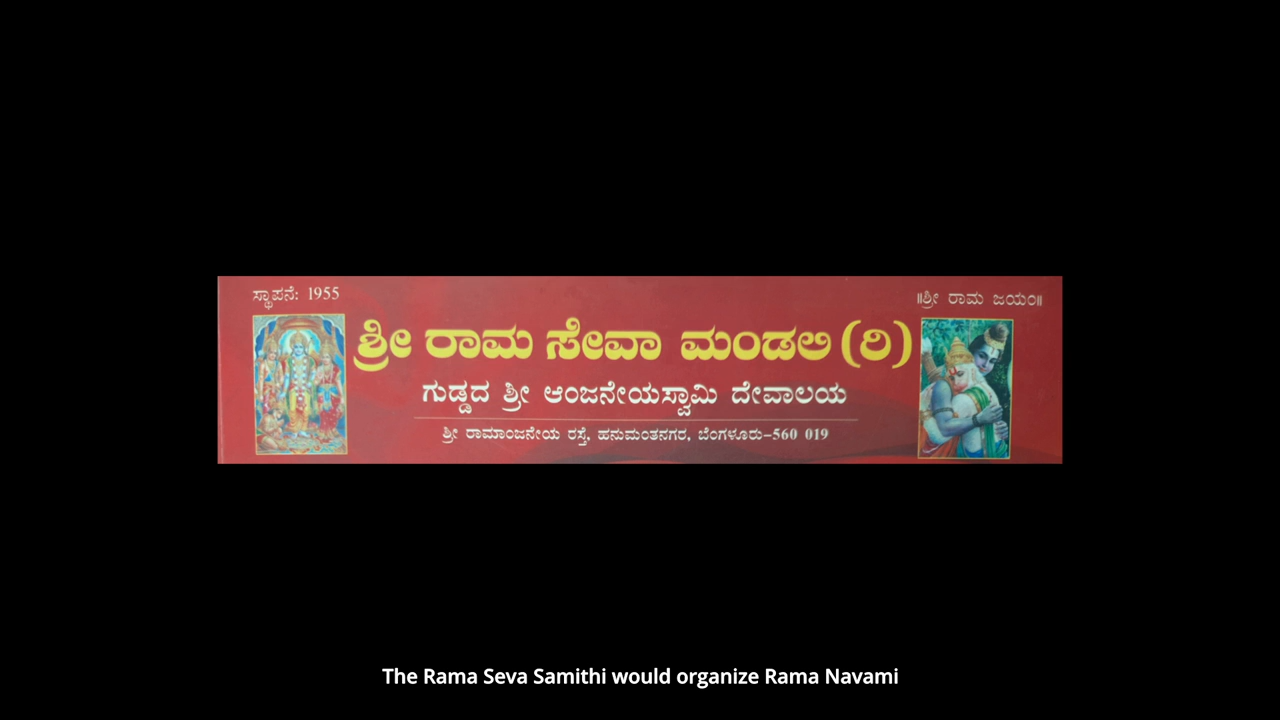 ಸ್ಥಾಪನೆ: 1955
॥ಶ್ರೀ ರಾಮ ಜಯಂ॥
ಶ್ರೀ ರಾಮ ಸೇವಾ ಮಂಡಲಿ (ರಿ)
ಗುಡ್ಡದ ಶ್ರೀ ಆಂಜನೇಯಸ್ವಾಮಿ ದೇವಾಲಯ
ಶ್ರೀ ರಾಮಾಂಜನೇಯ ರಸ್ತೆ, ಹನುಮಂತನಗರ, ಬೆಂಗಳೂರು-560 019
The Rama Seva Samithi would organize Rama Navami